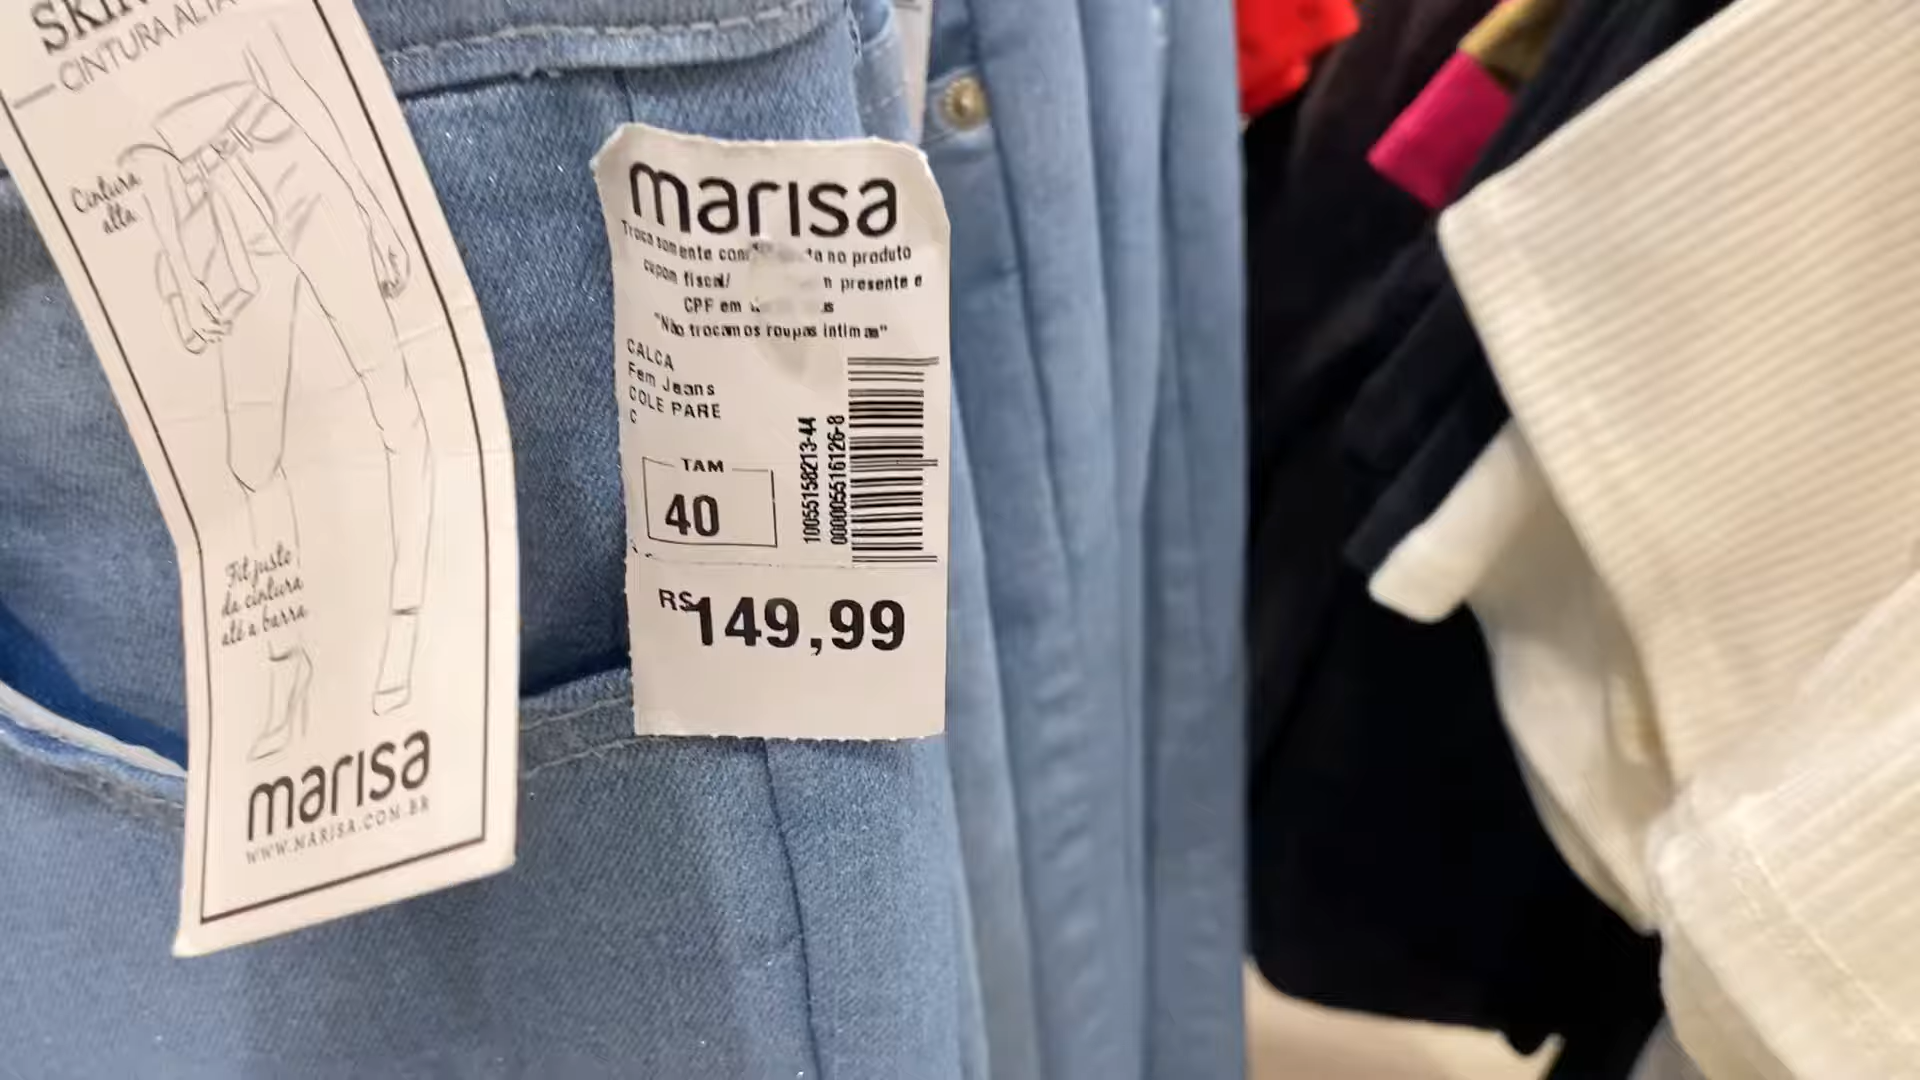 CINTURA ALTA
Cintura
alta
Fit justo
da cintura
até a barra
marisa
WWW.MARISA.COM.BR
marisa
Troca somente com ta no produto
cupom fiscal/ presente e
CPF em
"Não trocamos roupas intimas"
CALCA
Fem Jeans
COLE PARE
C
TAM
40
10055158213-44
000005516126-8
R$149,99